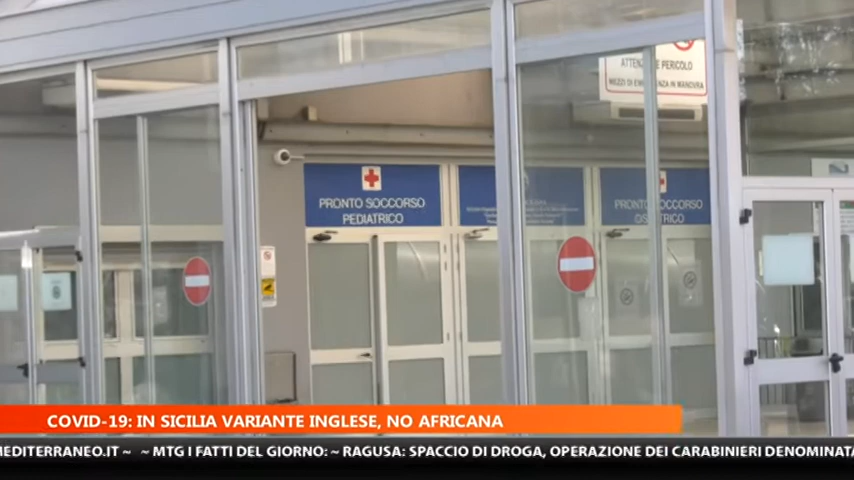 ATTENZIONE PERICOLO
MEZZI DI EMERGENZA IN MANOVRA
PRONTO SOCCORSO
PEDIATRICO
PRONTO SOCCORSO
COVID-19: IN SICILIA VARIANTE INGLESE, NO AFRICANA
MEDITERRANEO.IT ~ ~ MTG I FATTI DEL GIORNO: ~ RAGUSA: SPACCIO DI DROGA, OPERAZIONE DEI CARABINIERI DENOMINATA